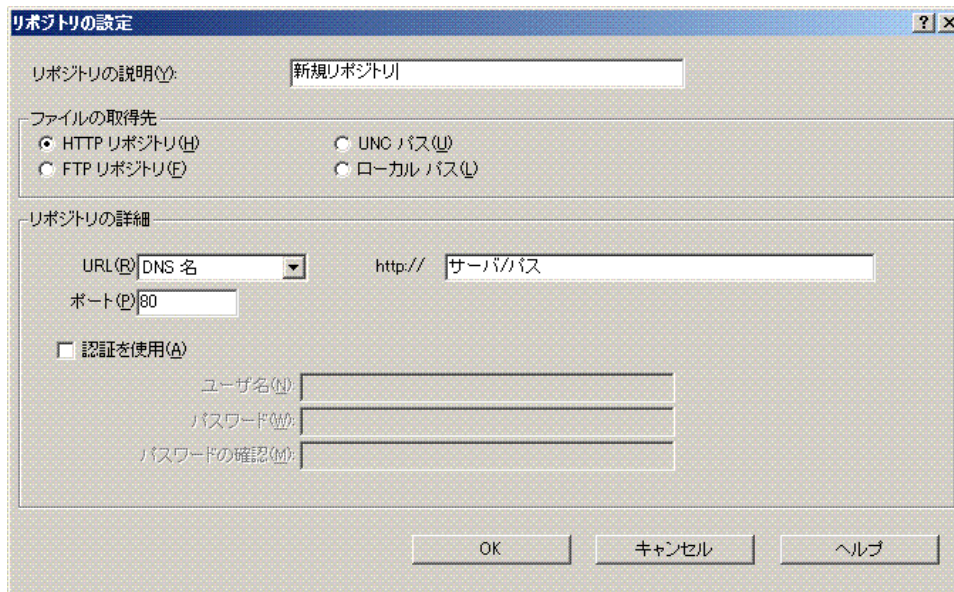 リポジトリの設定
リポジトリの説明(Y):
新規リポジトリ
ファイルの取得先
HTTP リポジトリ(H)
UNC パス(U)
FTP リポジトリ(F)
ローカル パス(L)
リポジトリの詳細
URL(R) DNS 名
http:// サーバ/パス
ポート(P) 80
認証を使用(A)
ユーザ名(N):
パスワード(W):
パスワードの確認(M):
OK
キャンセル
ヘルプ